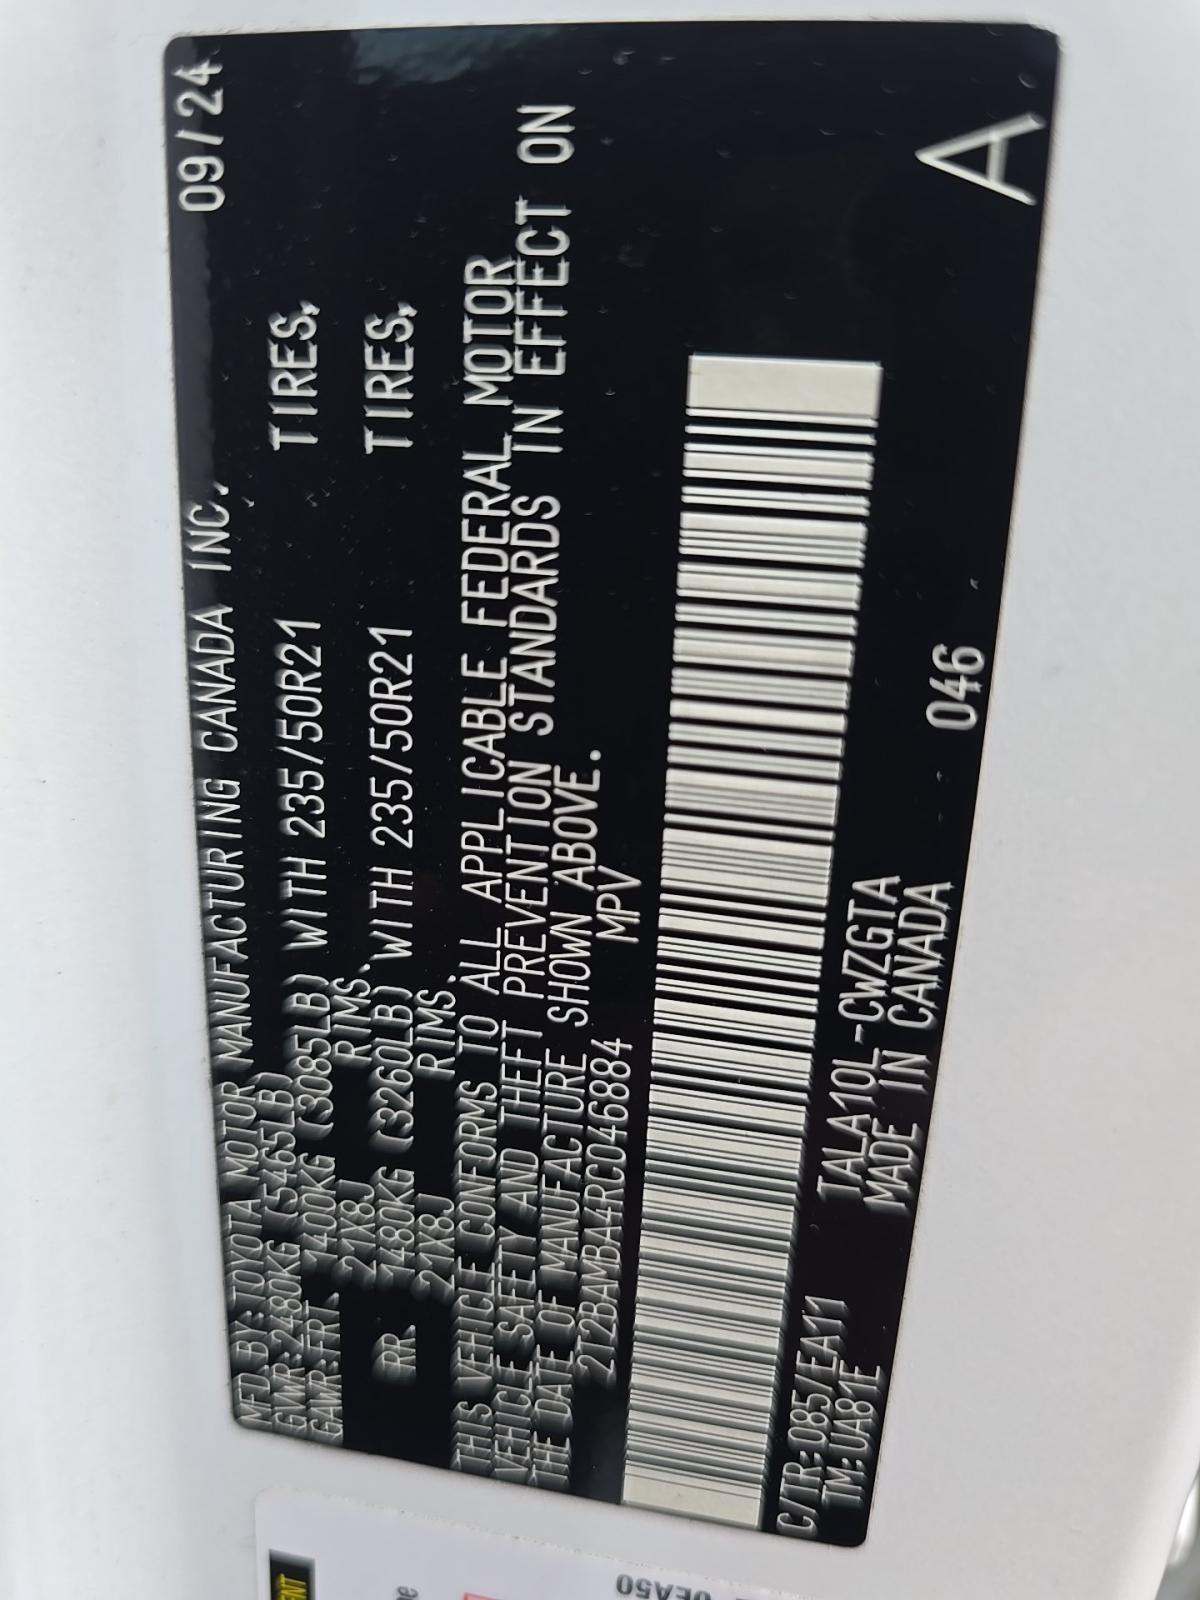 MFD. BY: TOYOTA MOTOR MANUFACTURING CANADA INC. 09/24
GVWR: 2480KG (5465LB)
GAWR: FRT. 1400KG (3085LB) WITH 235/50R21 TIRES,
21X8J RIMS.
RR. 1480KG (3260LB) WITH 235/50R21 TIRES,
21X8J RIMS.
THIS VEHICLE CONFORMS TO ALL APPLICABLE FEDERAL MOTOR
VEHICLE SAFETY AND THEFT PREVENTION STANDARDS IN EFFECT ON
THE DATE OF MANUFACTURE SHOWN ABOVE.
2T2BAMBA4RC046884 MPV
C/TR: 085/EA11 TALA10L-CWZGTA
TM: UA81E MADE IN CANADA 046 A
0EA50